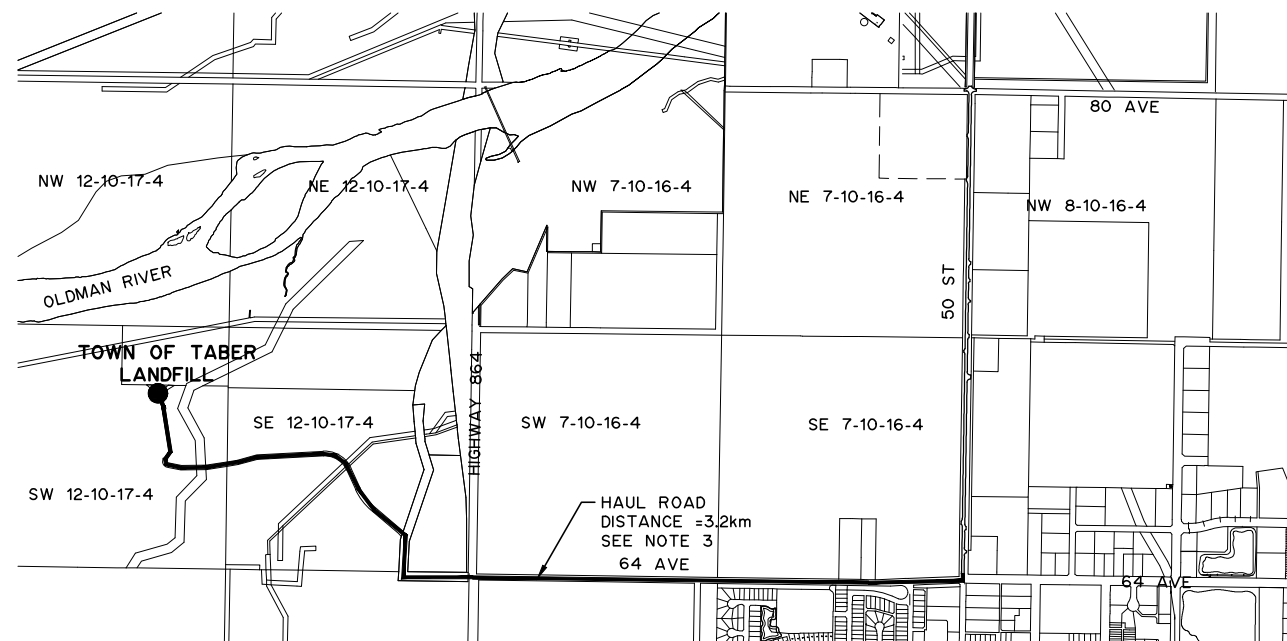 80 AVE
NW 12-10-17-4
NE 12-10-17-4
NW 7-10-16-4
NE 7-10-16-4
NW 8-10-16-4
OLDMAN RIVER
50 ST
TOWN OF TABER
LANDFILL
HIGHWAY 864
SE 12-10-17-4
SW 7-10-16-4
SE 7-10-16-4
SW 12-10-17-4
HAUL ROAD
DISTANCE =3.2km
SEE NOTE 3
64 AVE
64 AVE